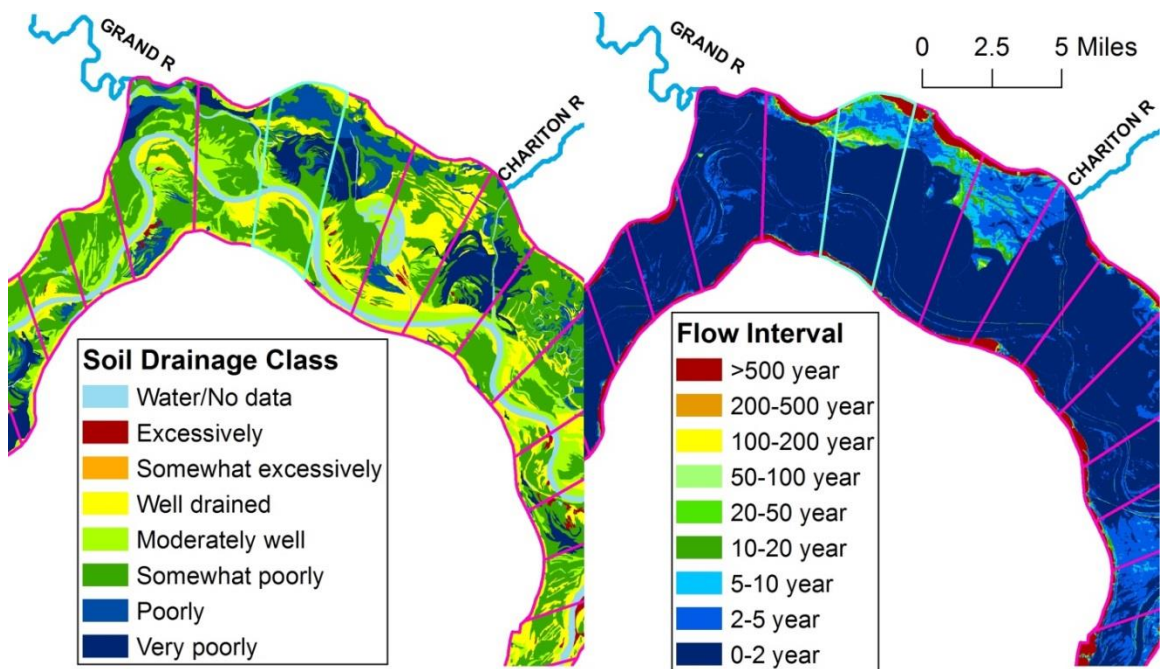 GRAND R
CHARITON R
Soil Drainage Class
Water/No data
Excessively
Somewhat excessively
Well drained
Moderately well
Somewhat poorly
Poorly
Very poorly
GRAND R
0 2.5 5 Miles
CHARITON R
Flow Interval
>500 year
200-500 year
100-200 year
50-100 year
20-50 year
10-20 year
5-10 year
2-5 year
0-2 year